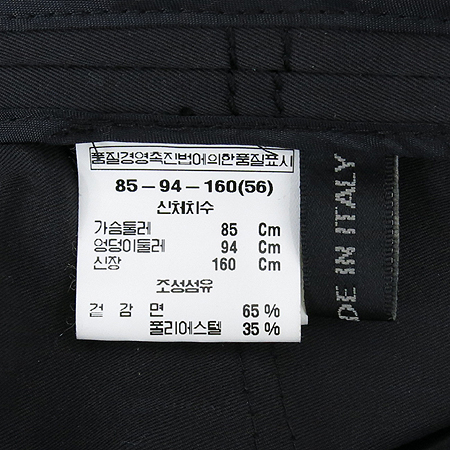 품질경영촉진법에의한품질표시
85-94-160(56)
신체치수
가슴둘레 85 Cm
엉덩이둘레 94 Cm
신장 160 Cm
조성섬유
겉감 면 65%
폴리에스텔 35%
DE IN ITALY